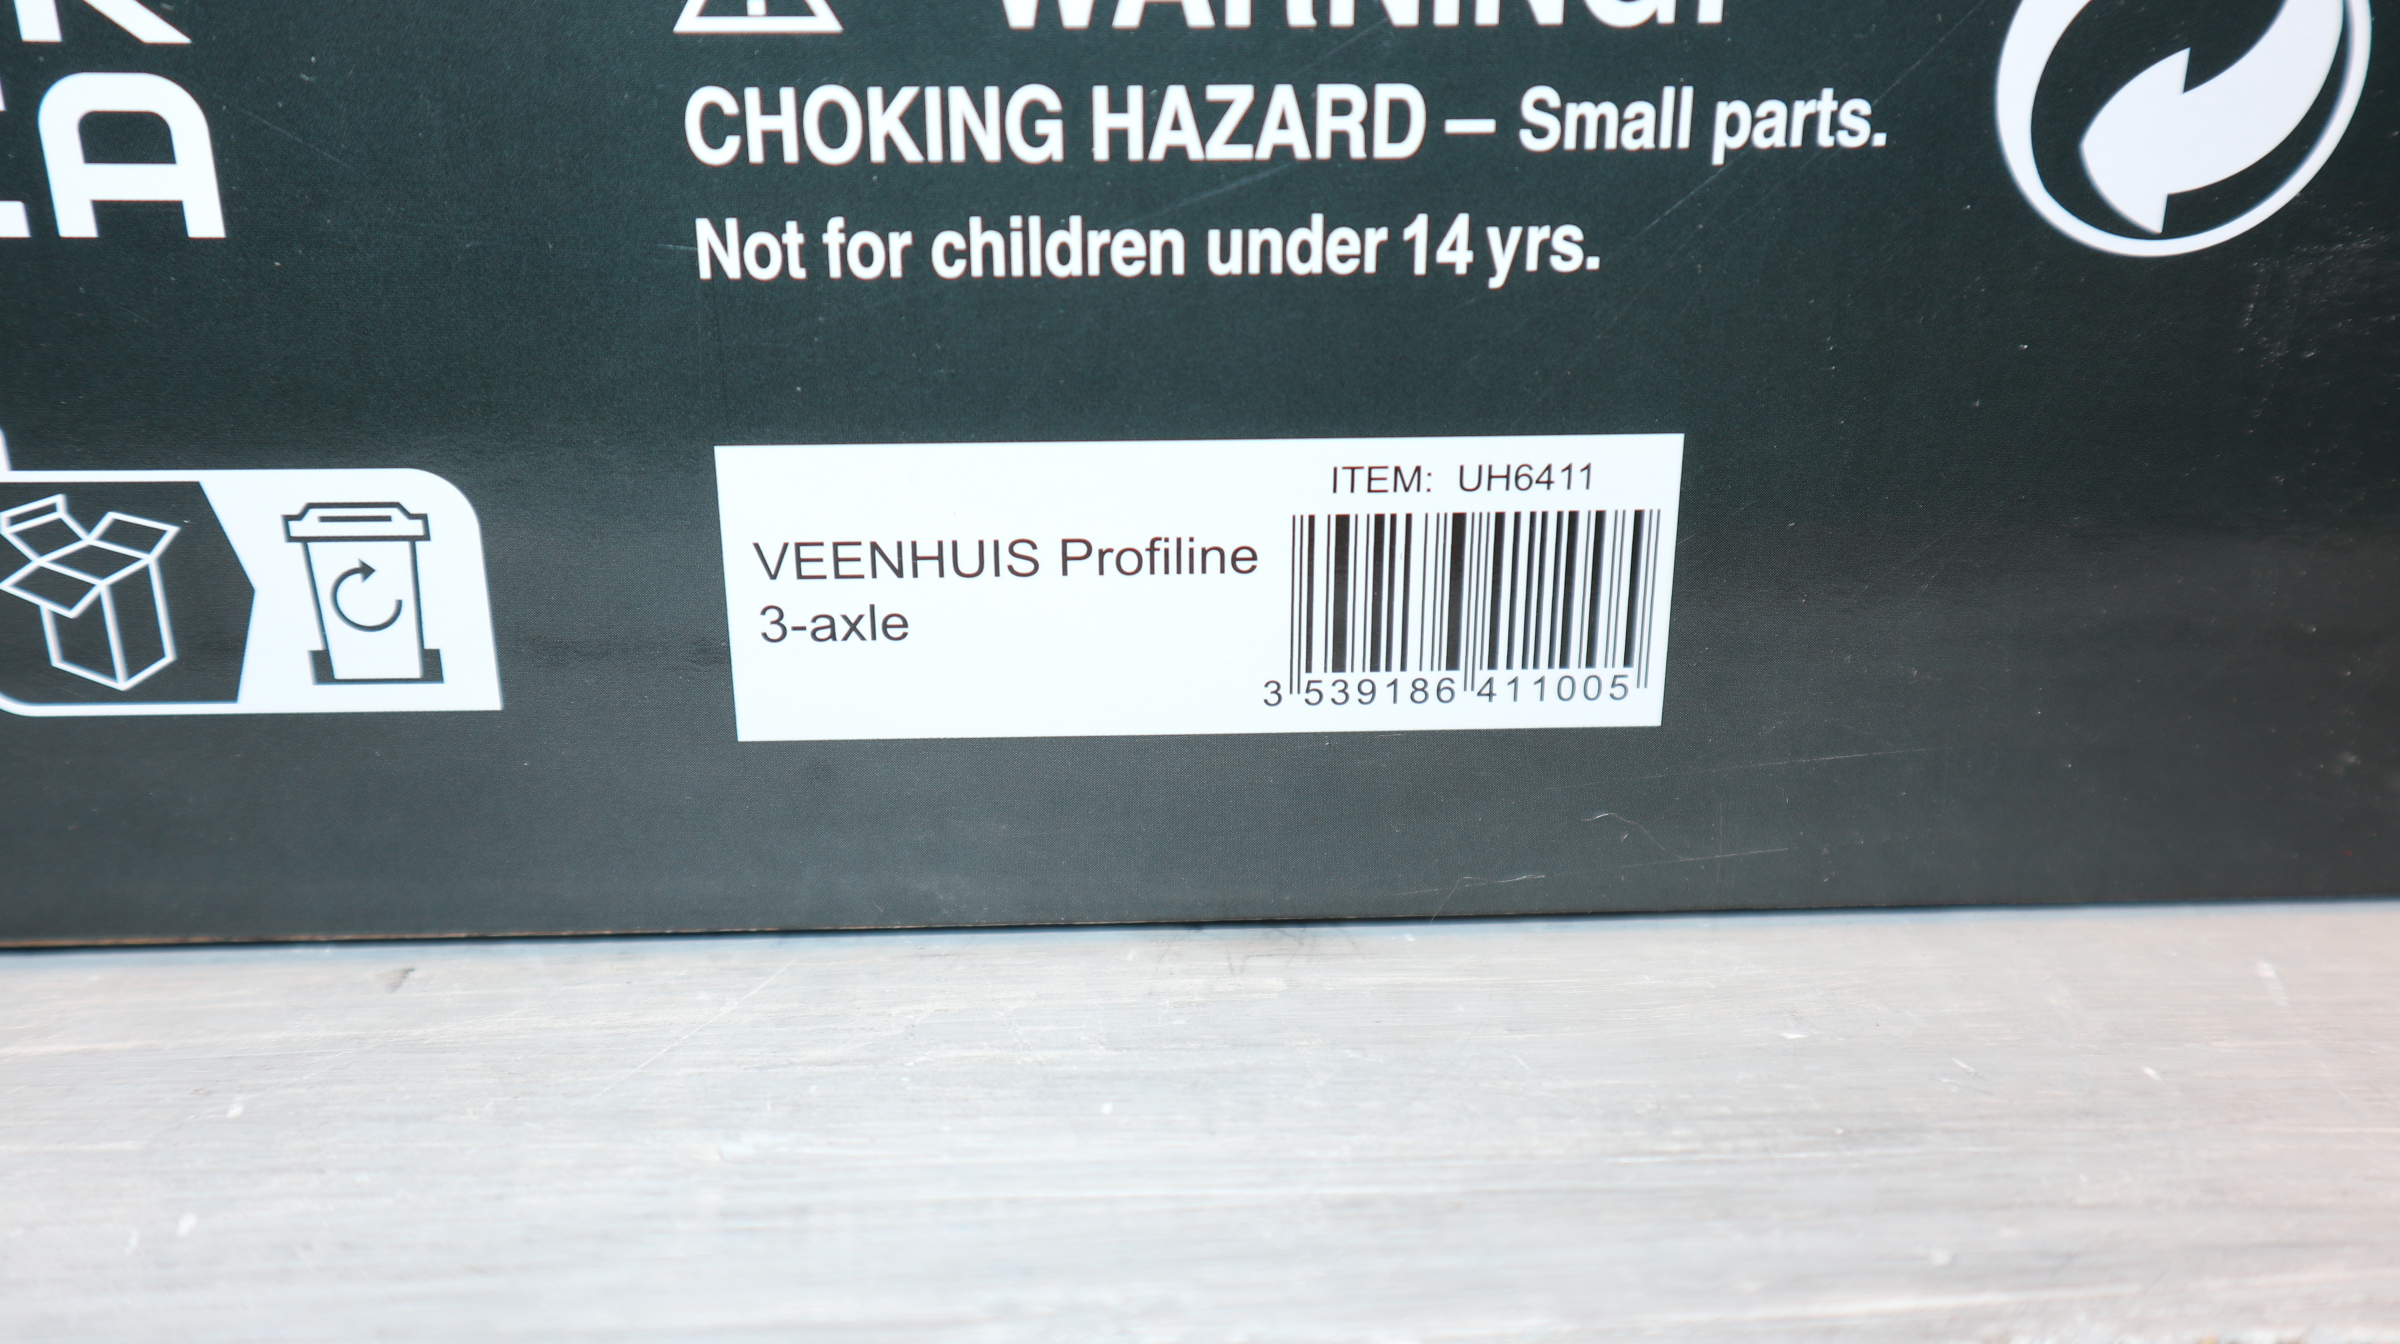 WARNING!
CHOKING HAZARD – Small parts.
Not for children under 14 yrs.
ITEM: UH6411
VEENHUIS Profiline
3-axle
3 539186 411005